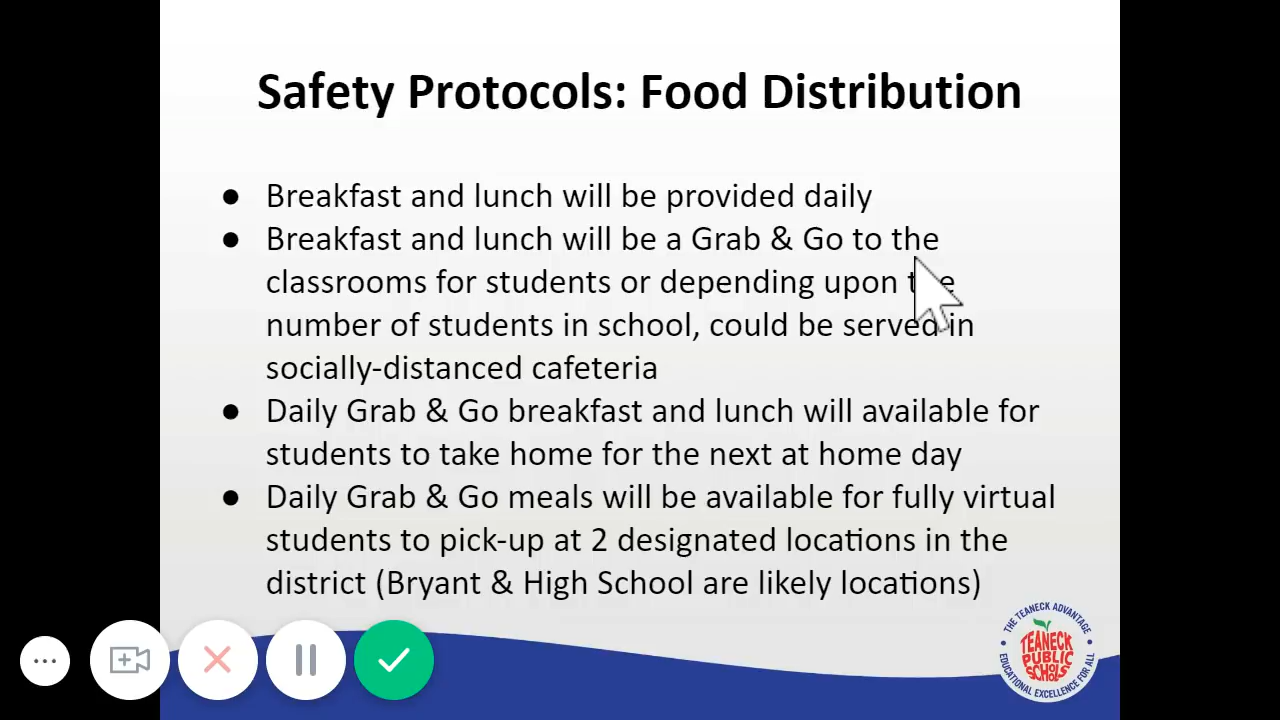 Safety Protocols: Food Distribution
● Breakfast and lunch will be provided daily
● Breakfast and lunch will be a Grab & Go to the
classrooms for students or depending upon the
number of students in school, could be served in
socially-distanced cafeteria
● Daily Grab & Go breakfast and lunch will available for
students to take home for the next at home day
● Daily Grab & Go meals will be available for fully virtual
students to pick-up at 2 designated locations in the
district (Bryant & High School are likely locations)
THE TEANECK ADVANTAGE
TEANECK
PUBLIC
SCHOOLS
EDUCATIONAL EXCELLENCE FOR ALL